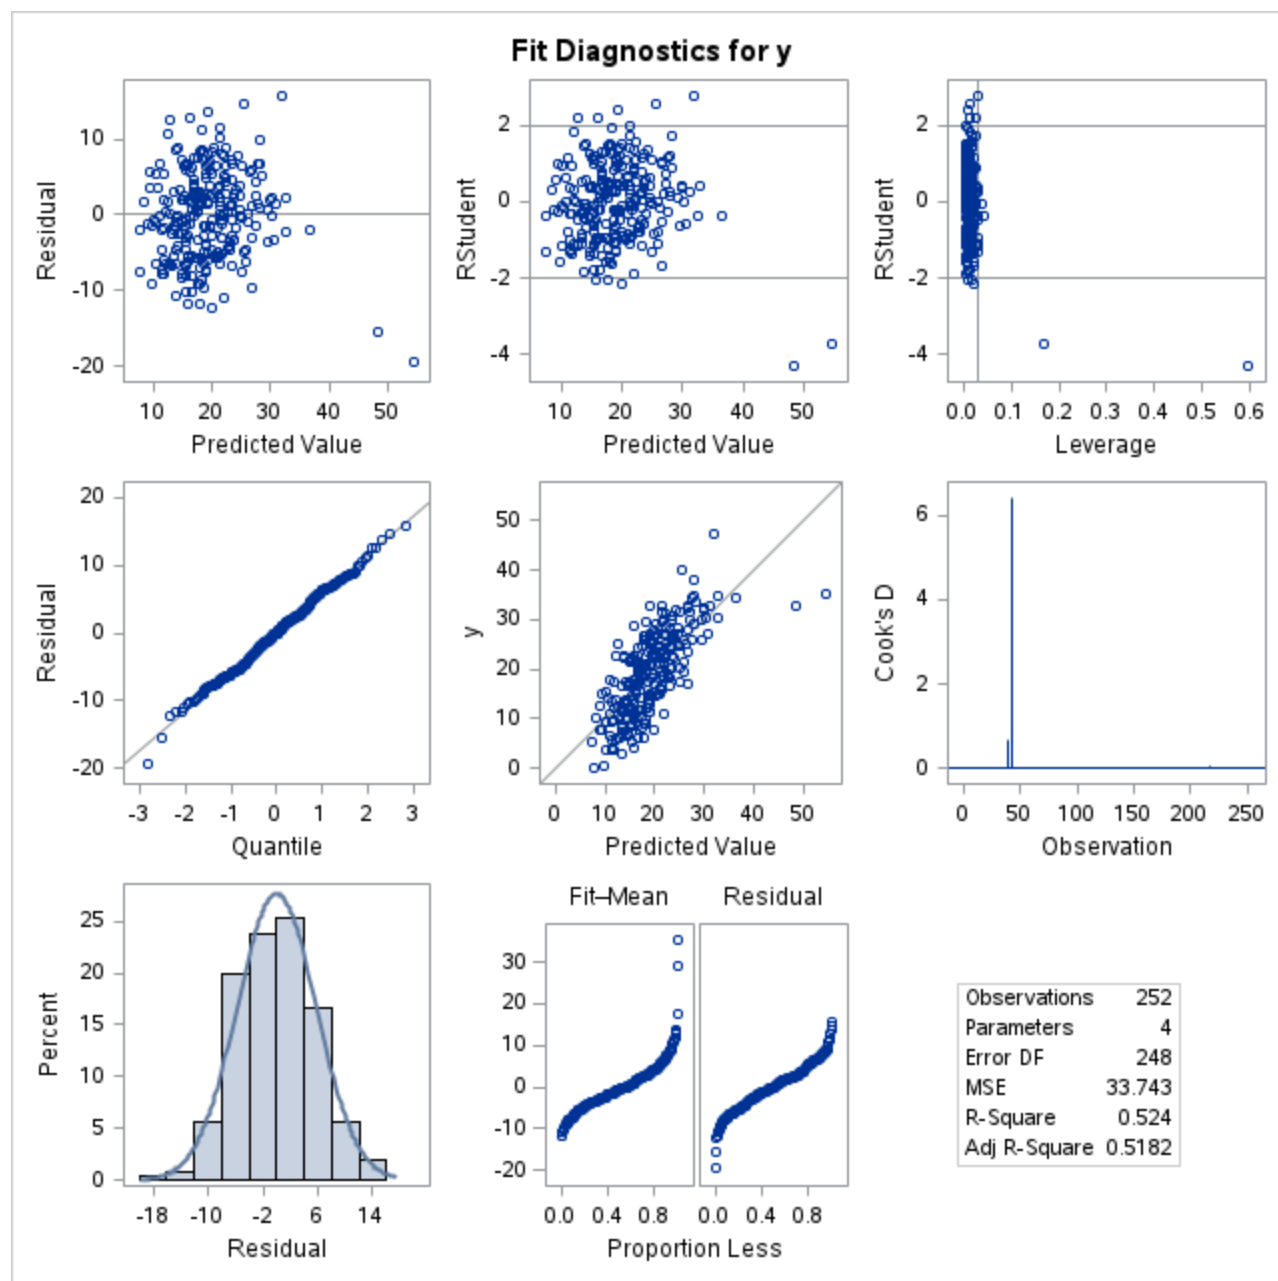 Fit Diagnostics for y
Residual
10
0
-10
-20
10 20 30 40 50
Predicted Value
RStudent
2
0
-2
-4
10 20 30 40 50
Predicted Value
RStudent
2
0
-2
-4
0.0 0.1 0.2 0.3 0.4 0.5 0.6
Leverage
Residual
20
10
0
-10
-20
-3 -2 -1 0 1 2 3
Quantile
y
50
40
30
20
10
0
0 10 20 30 40 50
Predicted Value
Cook's D
6
4
2
0
0 50 100 150 200 250
Observation
Percent
25
20
15
10
5
0
-18 -10 -2 6 14
Residual
Fit–Mean Residual
30
20
10
0
-10
-20
0.0 0.4 0.8 0.0 0.4 0.8
Proportion Less
Observations 252
Parameters 4
Error DF 248
MSE 33.743
R-Square 0.524
Adj R-Square 0.5182